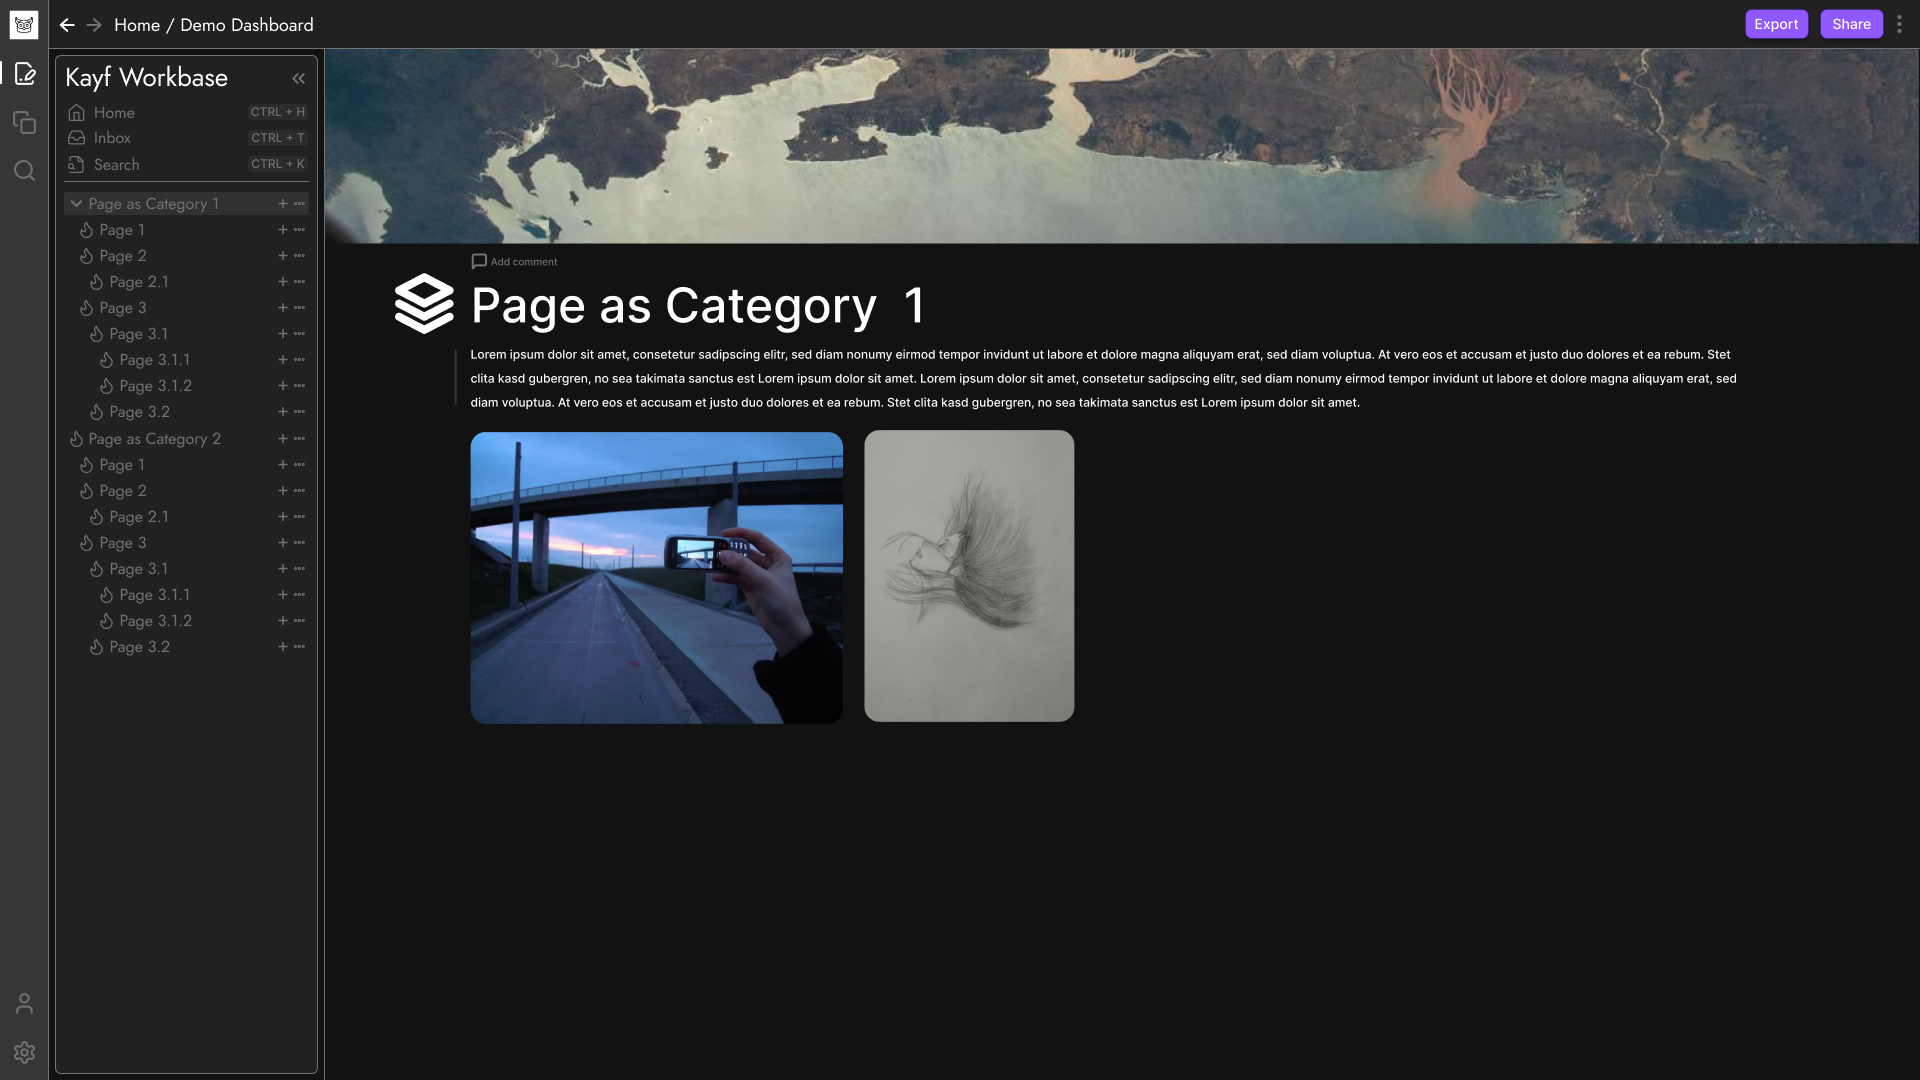 Home / Demo Dashboard
Export
Share
Kayf Workbase
Home CTRL + H
Inbox CTRL + T
Search CTRL + K
Page as Category 1
Page 1
Page 2
Page 2.1
Page 3
Page 3.1
Page 3.1.1
Page 3.1.2
Page 3.2
Page as Category 2
Page 1
Page 2
Page 2.1
Page 3
Page 3.1
Page 3.1.1
Page 3.1.2
Page 3.2
Add comment
Page as Category 1
Lorem ipsum dolor sit amet, consetetur sadipscing elitr, sed diam nonumy eirmod tempor invidunt ut labore et dolore magna aliquyam erat, sed diam voluptua. At vero eos et accusam et justo duo dolores et ea rebum. Stet
clita kasd gubergren, no sea takimata sanctus est Lorem ipsum dolor sit amet. Lorem ipsum dolor sit amet, consetetur sadipscing elitr, sed diam nonumy eirmod tempor invidunt ut labore et dolore magna aliquyam erat, sed
diam voluptua. At vero eos et accusam et justo duo dolores et ea rebum. Stet clita kasd gubergren, no sea takimata sanctus est Lorem ipsum dolor sit amet.